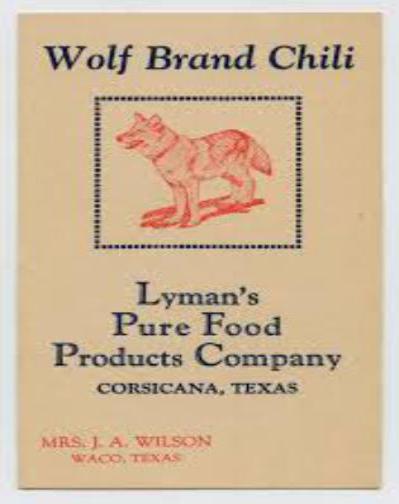 Wolf Brand Chili
Lyman's
Pure Food
Products Company
CORSICANA, TEXAS
MRS. J. A. WILSON
WACO, TEXAS